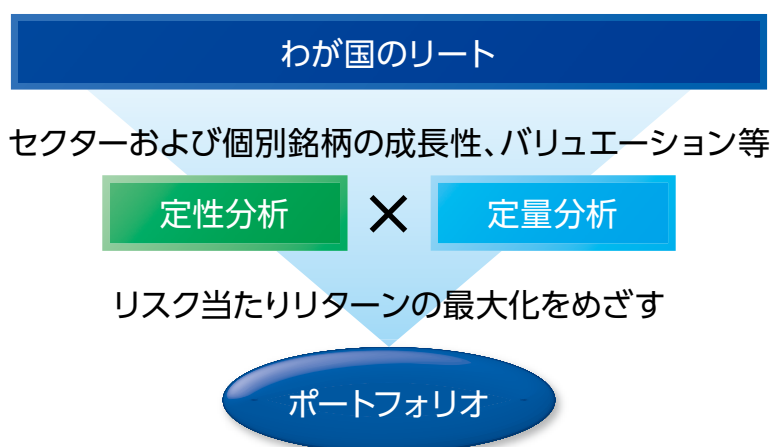 わが国のリート
セクターおよび個別銘柄の成長性、バリュエーション等
定性分析 × 定量分析
リスク当たりリターンの最大化をめざす
ポートフォリオ